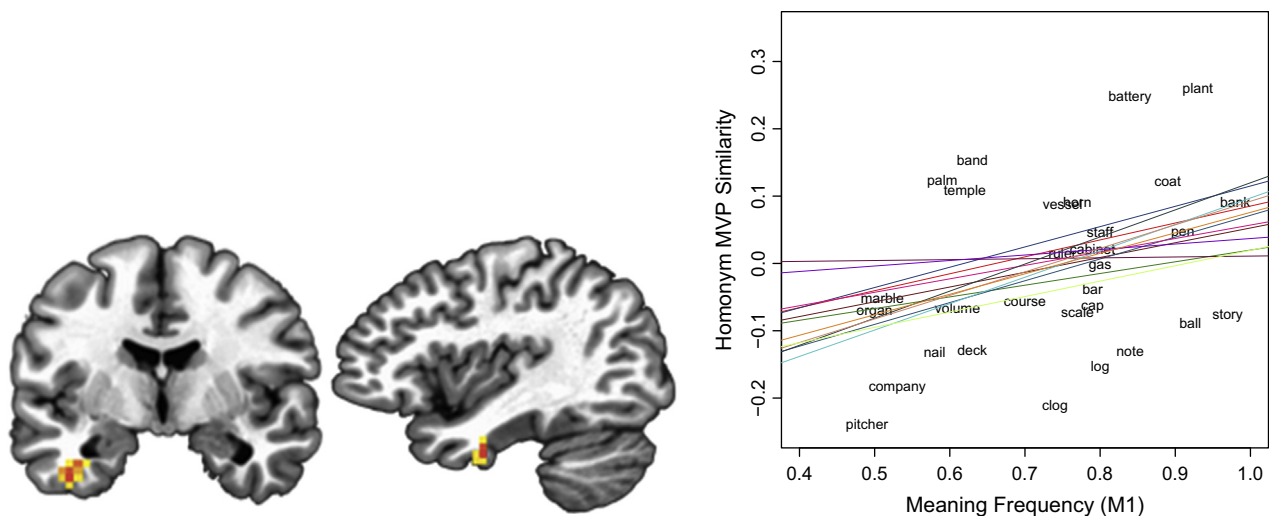 Homonym MVP Similarity
0.3
0.2
0.1
0.0
−0.1
−0.2
plant
battery
band
palm
temple
coat
vessel
horn
bank
staff
pen
cabinet
ruler
gas
bar
marble
course
cap
organ
volume
scale
story
ball
nail
deck
note
log
company
clog
pitcher
0.4 0.5 0.6 0.7 0.8 0.9 1.0
Meaning Frequency (M1)